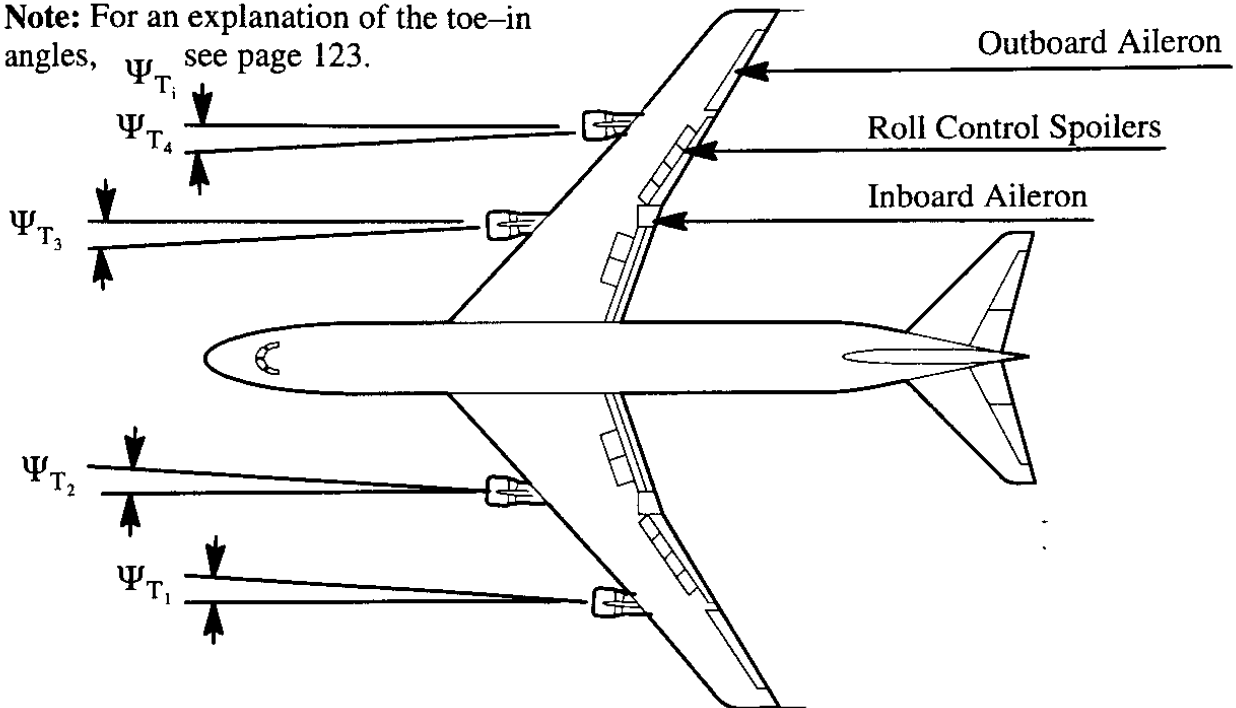 Note: For an explanation of the toe–in
angles, Ψ_{T_i} see page 123.
Outboard Aileron
Ψ_{T_4}
Roll Control Spoilers
Inboard Aileron
Ψ_{T_3}
Ψ_{T_2}
Ψ_{T_1}